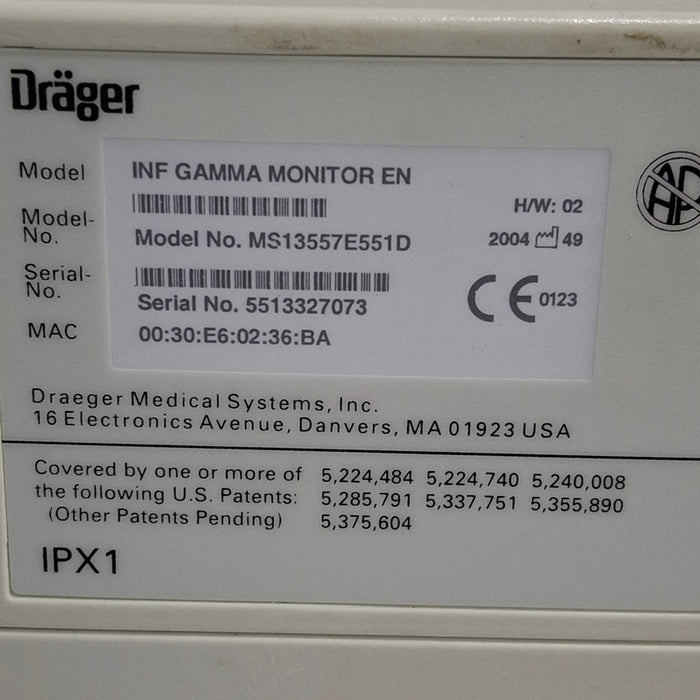 Dräger
Model INF GAMMA MONITOR EN
H/W: 02
Model-No. Model No. MS13557E551D
2004 49
Serial-No. Serial No. 5513327073
CE 0123
MAC 00:30:E6:02:36:BA
AP
Draeger Medical Systems, Inc.
16 Electronics Avenue, Danvers, MA 01923 USA
Covered by one or more of 5,224,484 5,224,740 5,240,008
the following U.S. Patents: 5,285,791 5,337,751 5,355,890
(Other Patents Pending) 5,375,604
IPX1